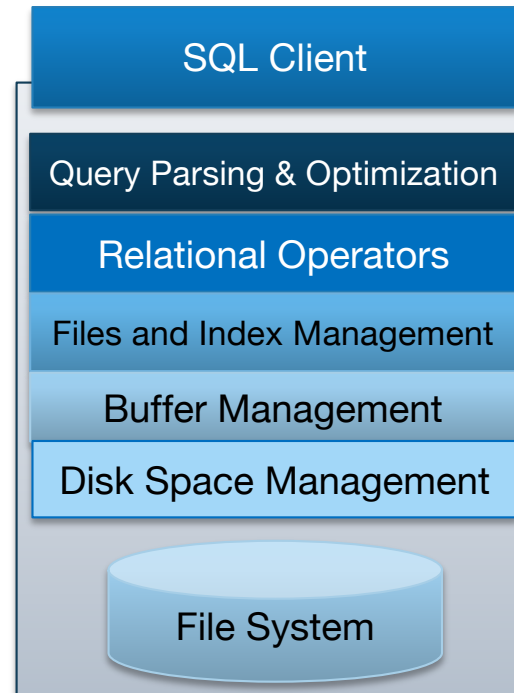 SQL Client
Query Parsing & Optimization
Relational Operators
Files and Index Management
Buffer Management
Disk Space Management
File System